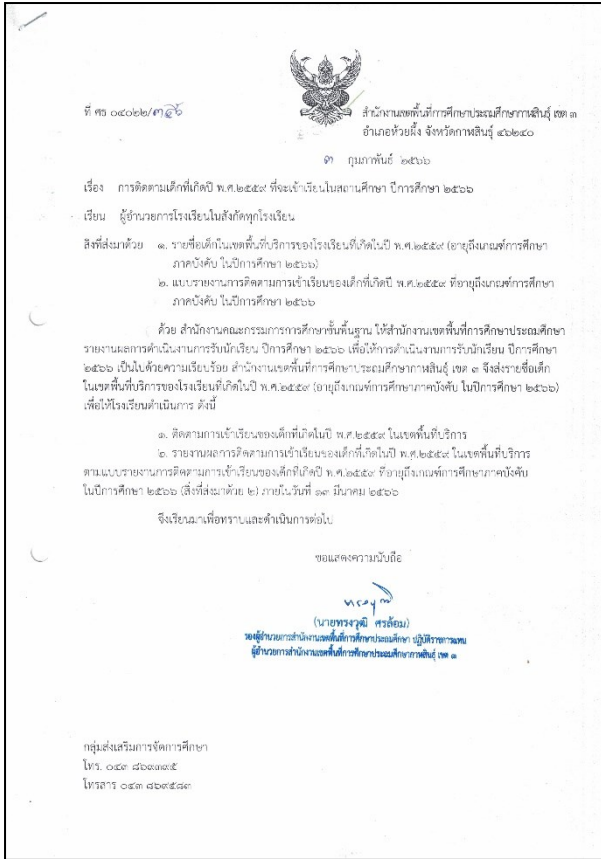 ที่ ศธ ๐๔๐๒๒/
สำนักงานเขตพื้นที่การศึกษาประถมศึกษากาฬสินธุ์ เขต ๓
อำเภอห้วยผึ้ง จังหวัดกาฬสินธุ์ ๔๖๒๔๐
๓ กุมภาพันธ์ ๒๕๖๖
เรื่อง การติดตามเด็กที่เกิดปี พ.ศ.๒๕๕๙ ที่จะเข้าเรียนในสถานศึกษา ปีการศึกษา ๒๕๖๖
เรียน ผู้อำนวยการโรงเรียนในสังกัดทุกโรงเรียน
สิ่งที่ส่งมาด้วย ๑. รายชื่อเด็กในเขตพื้นที่บริการของโรงเรียนที่เกิดในปี พ.ศ.๒๕๕๙ (อายุถึงเกณฑ์การศึกษา
ภาคบังคับ ในปีการศึกษา ๒๕๖๖)
๒. แบบรายงานการติดตามการเข้าเรียนของเด็กที่เกิดปี พ.ศ.๒๕๕๙ ที่อายุถึงเกณฑ์การศึกษา
ภาคบังคับ ในปีการศึกษา ๒๕๖๖
ด้วย สำนักงานคณะกรรมการการศึกษาขั้นพื้นฐาน ให้สำนักงานเขตพื้นที่การศึกษาประถมศึกษา
รายงานผลการดำเนินงานการรับนักเรียน ปีการศึกษา ๒๕๖๖ เพื่อให้การดำเนินงานการรับนักเรียน ปีการศึกษา
๒๕๖๖ เป็นไปด้วยความเรียบร้อย สำนักงานเขตพื้นที่การศึกษาประถมศึกษากาฬสินธุ์ เขต ๓ จึงส่งรายชื่อเด็ก
ในเขตพื้นที่บริการของโรงเรียนที่เกิดในปี พ.ศ.๒๕๕๙ (อายุถึงเกณฑ์การศึกษาภาคบังคับ ในปีการศึกษา ๒๕๖๖)
เพื่อให้โรงเรียนดำเนินการ ดังนี้
๑. ติดตามการเข้าเรียนของเด็กที่เกิดในปี พ.ศ.๒๕๕๙ ในเขตพื้นที่บริการ
๒. รายงานผลการติดตามการเข้าเรียนของเด็กที่เกิดปี พ.ศ.๒๕๕๙ ในเขตพื้นที่บริการ
ตามแบบรายงานการติดตามการเข้าเรียนของเด็กที่เกิดปี พ.ศ.๒๕๕๙ ที่อายุถึงเกณฑ์การศึกษาภาคบังคับ
ในปีการศึกษา ๒๕๖๖ (สิ่งที่ส่งมาด้วย ๒) ภายในวันที่ ๑๓ มีนาคม ๒๕๖๖
จึงเรียนมาเพื่อทราบและดำเนินการต่อไป
ขอแสดงความนับถือ
(นายทรงวุฒิ ศรล้อม)
รองผู้อำนวยการสำนักงานเขตพื้นที่การศึกษาประถมศึกษา ปฏิบัติราชการแทน
ผู้อำนวยการสำนักงานเขตพื้นที่การศึกษาประถมศึกษากาฬสินธุ์ เขต ๓
กลุ่มส่งเสริมการจัดการศึกษา
โทร. ๐๔๓ ๘๖๙๓๙๕
โทรสาร ๐๔๓ ๘๖๙๕๘๓